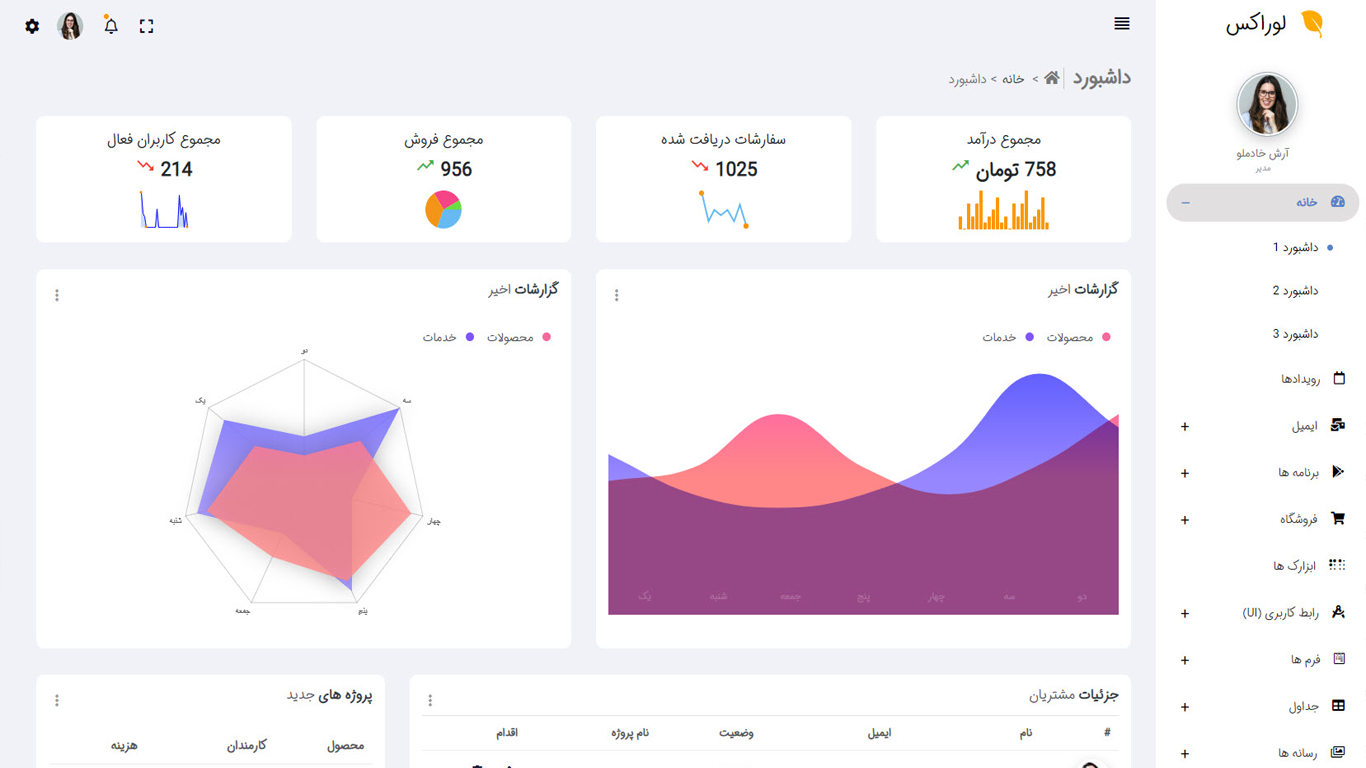 لوراکس
آرش خادملو
مدیر
خانه
داشبورد 1
داشبورد 2
داشبورد 3
رویدادها
ایمیل
برنامه ها
فروشگاه
ابزارک ها
رابط کاربری (UI)
فرم ها
جداول
رسانه ها
داشبورد
> خانه > داشبورد
مجموع درآمد
758 تومان
سفارشات دریافت شده
1025
مجموع فروش
956
مجموع کاربران فعال
214
گزارشات اخیر
محصولات
خدمات
دو
سه
چهار
پنج
جمعه
شنبه
یک
گزارشات اخیر
محصولات
خدمات
دو
یک
سه
شنبه
چهار
جمعه
پنج
جزئیات مشتریان
# نام ایمیل وضعیت نام پروژه اقدام
پروژه های جدید
محصول کارمندان هزینه